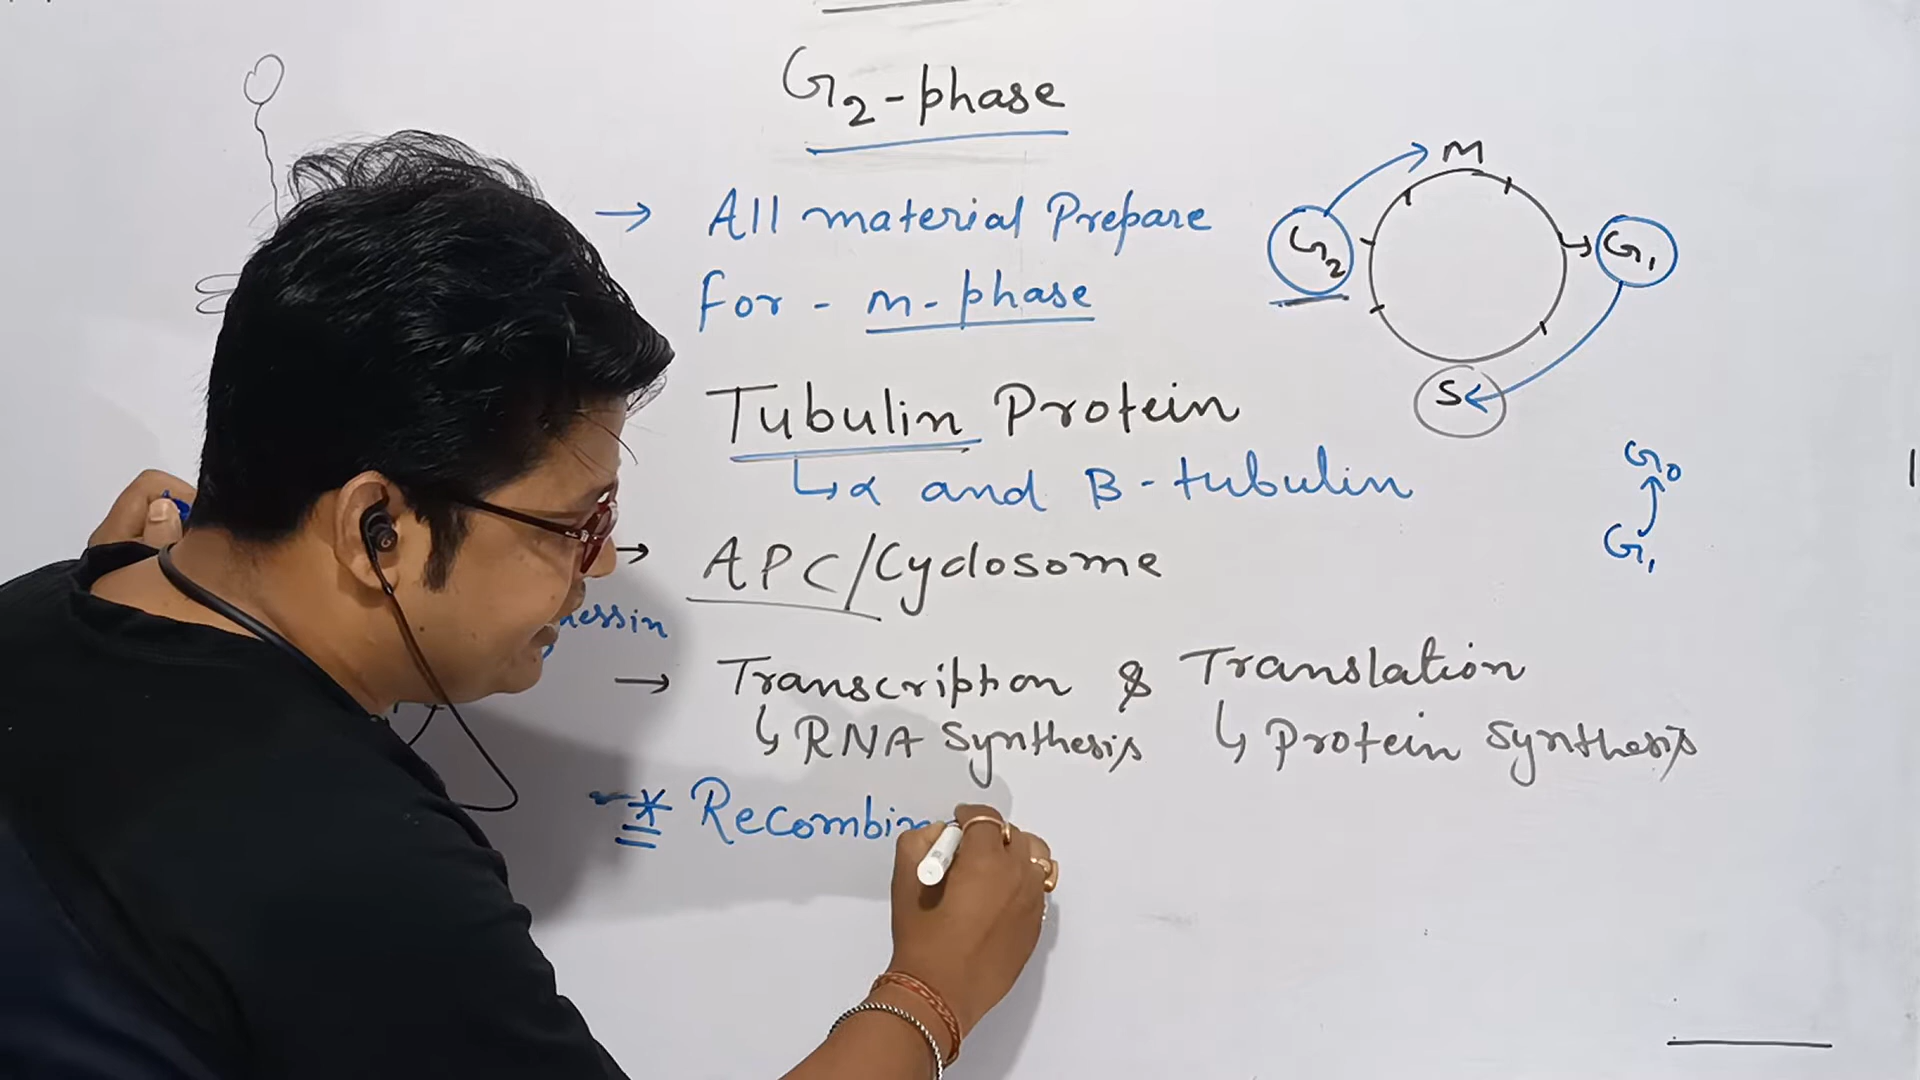 G2-phase
→ All material Prepare
For - m-phase
Tubulin Protein
↳ α and B-tubulin
→ APC/Cyclosome
→ Transcription & Translation
↳ RNA Synthesis ↳ Protein Synthesis
* Recombin
M
G2
G1
S
G0
G1